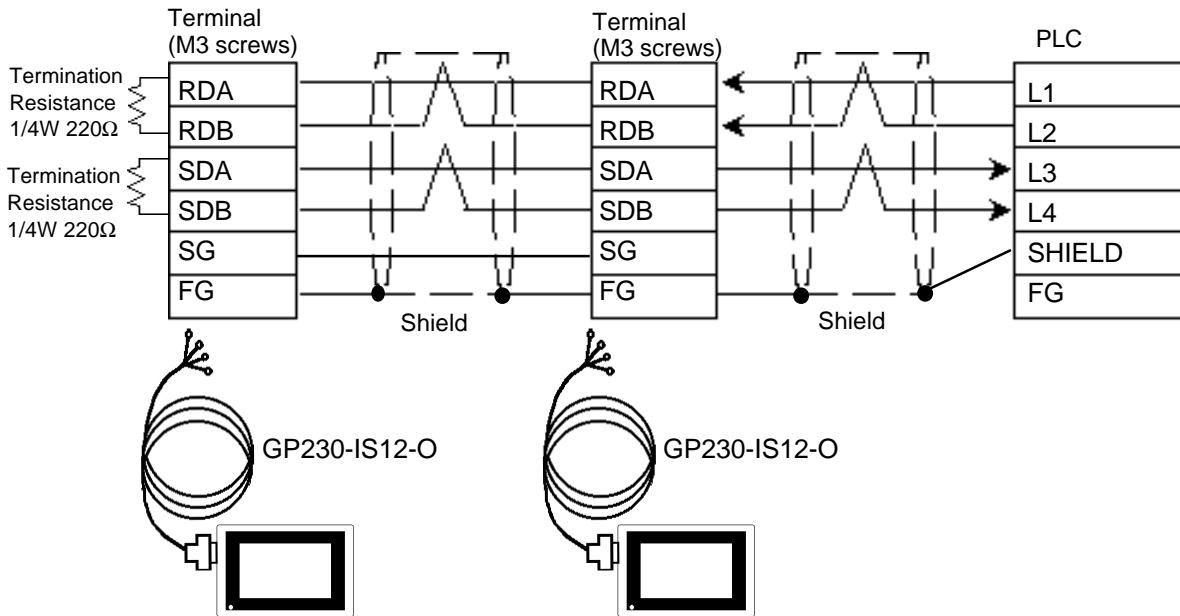 Terminal
(M3 screws)
Terminal
(M3 screws)
PLC
Termination
Resistance
1/4W 220Ω
Termination
Resistance
1/4W 220Ω
RDA
RDB
SDA
SDB
SG
FG
RDA
RDB
SDA
SDB
SG
FG
L1
L2
L3
L4
SHIELD
FG
Shield
Shield
GP230-IS12-O
GP230-IS12-O